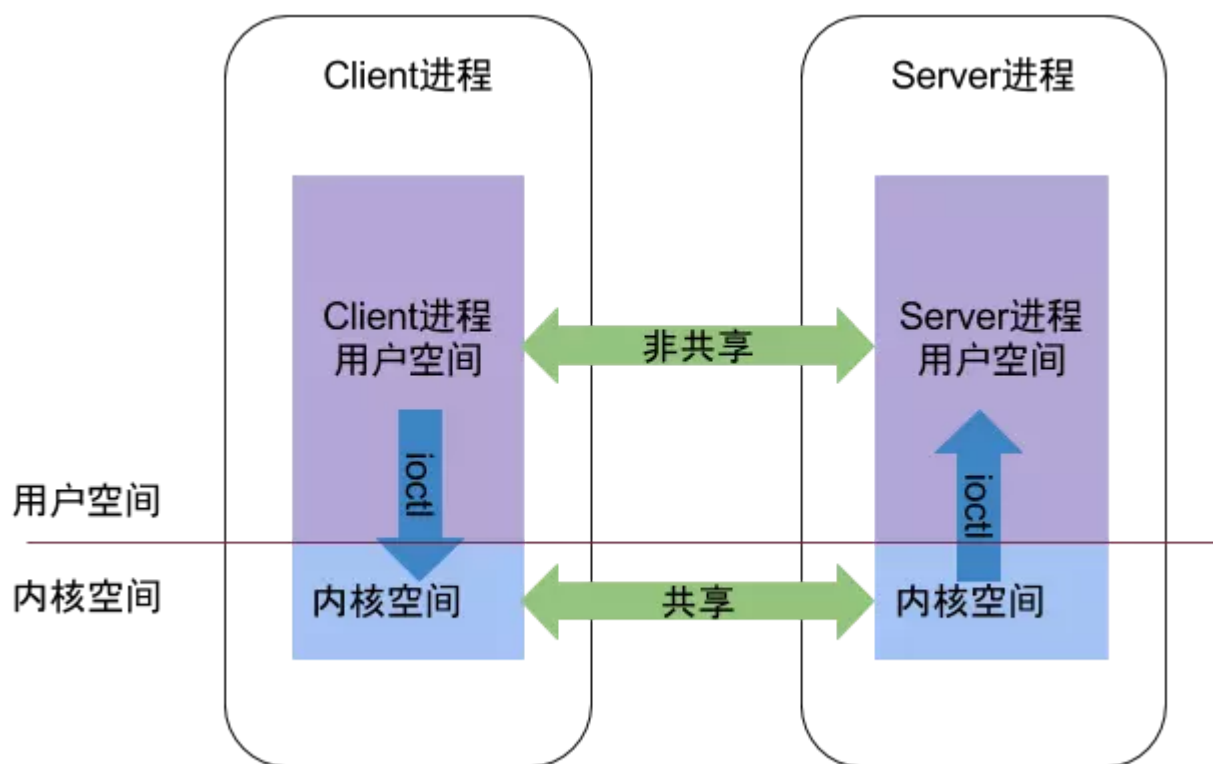 Client进程
Server进程
Client进程
用户空间
非共享
Server进程
用户空间
ioctl
ioctl
用户空间
内核空间
内核空间
共享
内核空间